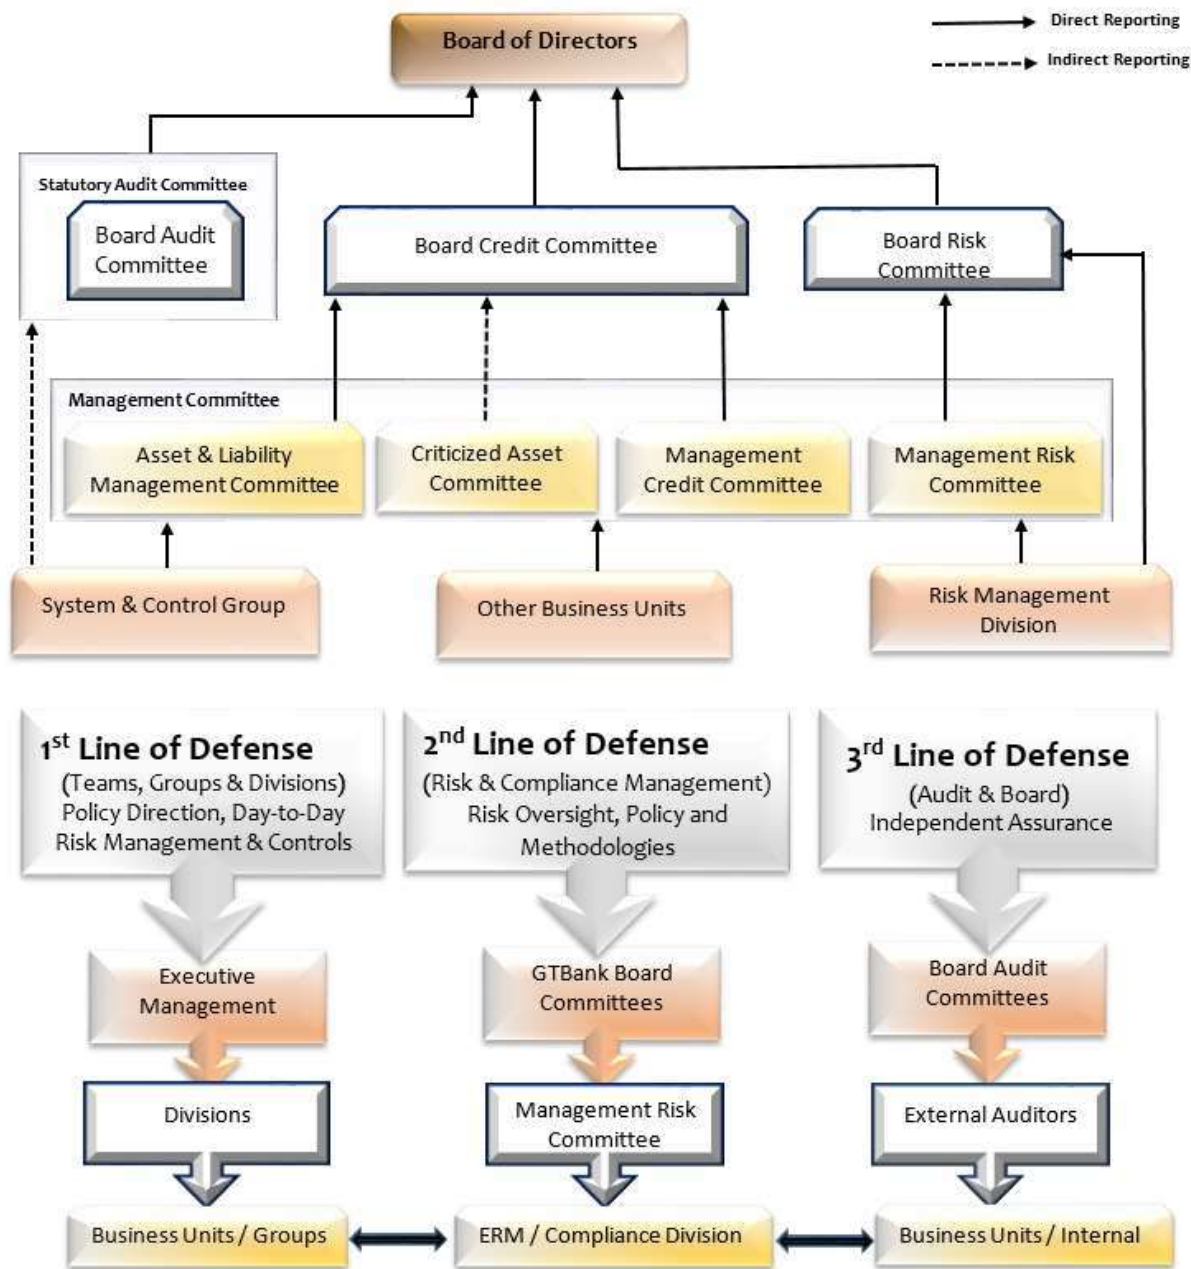 Board of Directors
Direct Reporting
Indirect Reporting
Statutory Audit Committee
Board Audit
Committee
Board Credit Committee
Board Risk
Committee
Management Committee
Asset & Liability
Management Committee
Criticized Asset
Committee
Management
Credit Committee
Management Risk
Committee
System & Control Group
Other Business Units
Risk Management
Division
1st Line of Defense
(Teams, Groups & Divisions)
Policy Direction, Day-to-Day
Risk Management & Controls
2nd Line of Defense
(Risk & Compliance Management)
Risk Oversight, Policy and
Methodologies
3rd Line of Defense
(Audit & Board)
Independent Assurance
Executive
Management
GTBank Board
Committees
Board Audit
Committees
Divisions
Management Risk
Committee
External Auditors
Business Units / Groups
ERM / Compliance Division
Business Units / Internal